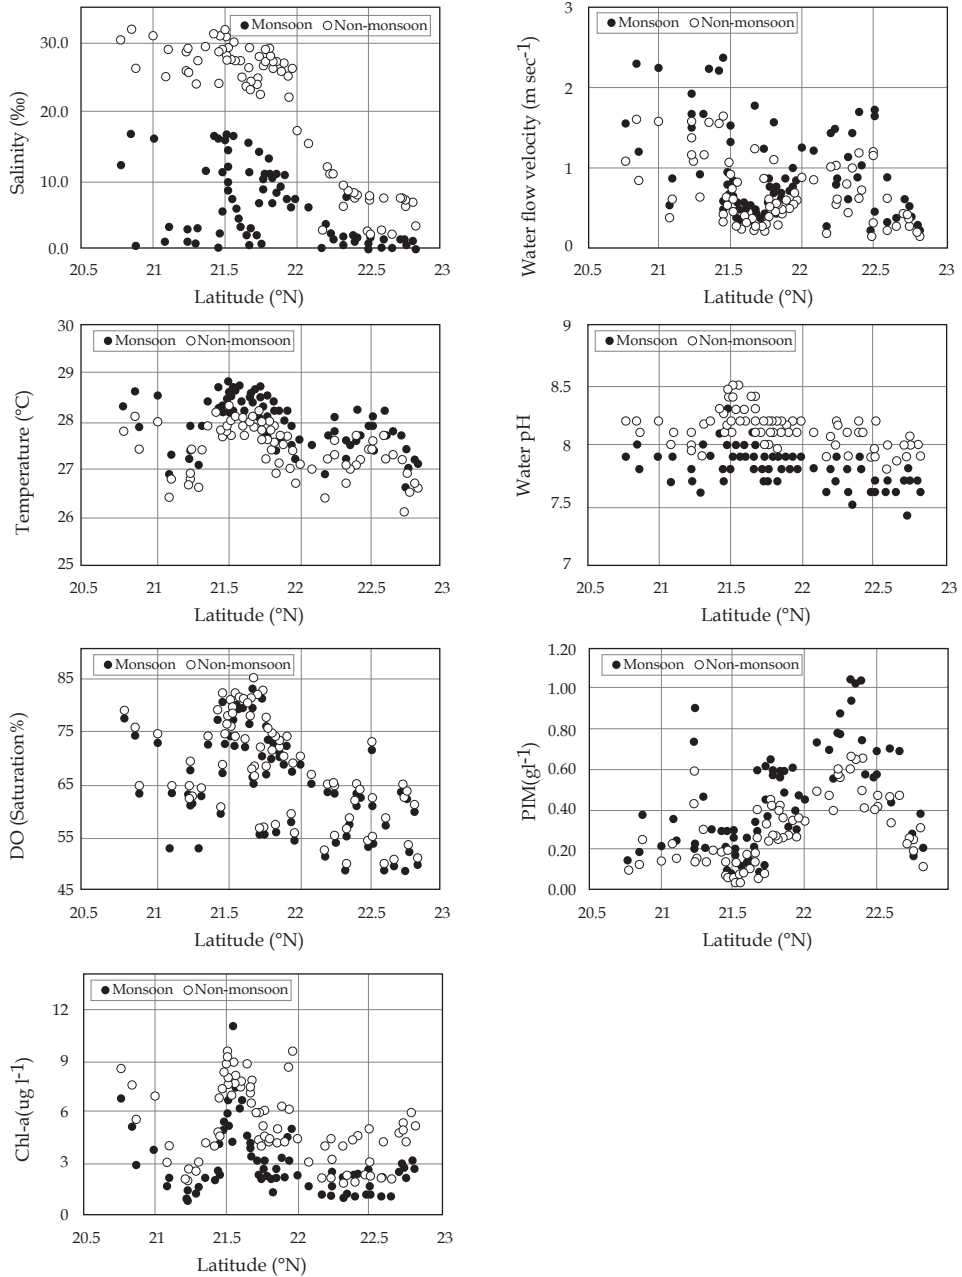 Monsoon Non-monsoon
30.0
20.0
10.0
0.0
Salinity (‰)
20.5 21 21.5 22 22.5 23
Latitude (°N)
Monsoon Non-monsoon
3
2
1
0
Water flow velocity (m sec-1)
20.5 21 21.5 22 22.5 23
Latitude (°N)
Monsoon Non-monsoon
30
29
28
27
26
25
Temperature (°C)
20.5 21 21.5 22 22.5 23
Latitude (°N)
Monsoon Non-monsoon
9
8.5
8
7.5
7
Water pH
20.5 21 21.5 22 22.5 23
Latitude (°N)
Monsoon Non-monsoon
85
75
65
55
45
DO (Saturation%)
20.5 21 21.5 22 22.5 23
Latitude (°N)
Monsoon Non-monsoon
1.20
1.00
0.80
0.60
0.40
0.20
0.00
PIM(gl-1)
20.5 21 21.5 22 22.5
Latitude (°N)
Monsoon Non-monsoon
12
9
6
3
0
Chl-a(ug l-1)
20.5 21 21.5 22 22.5 23
Latitude (°N)